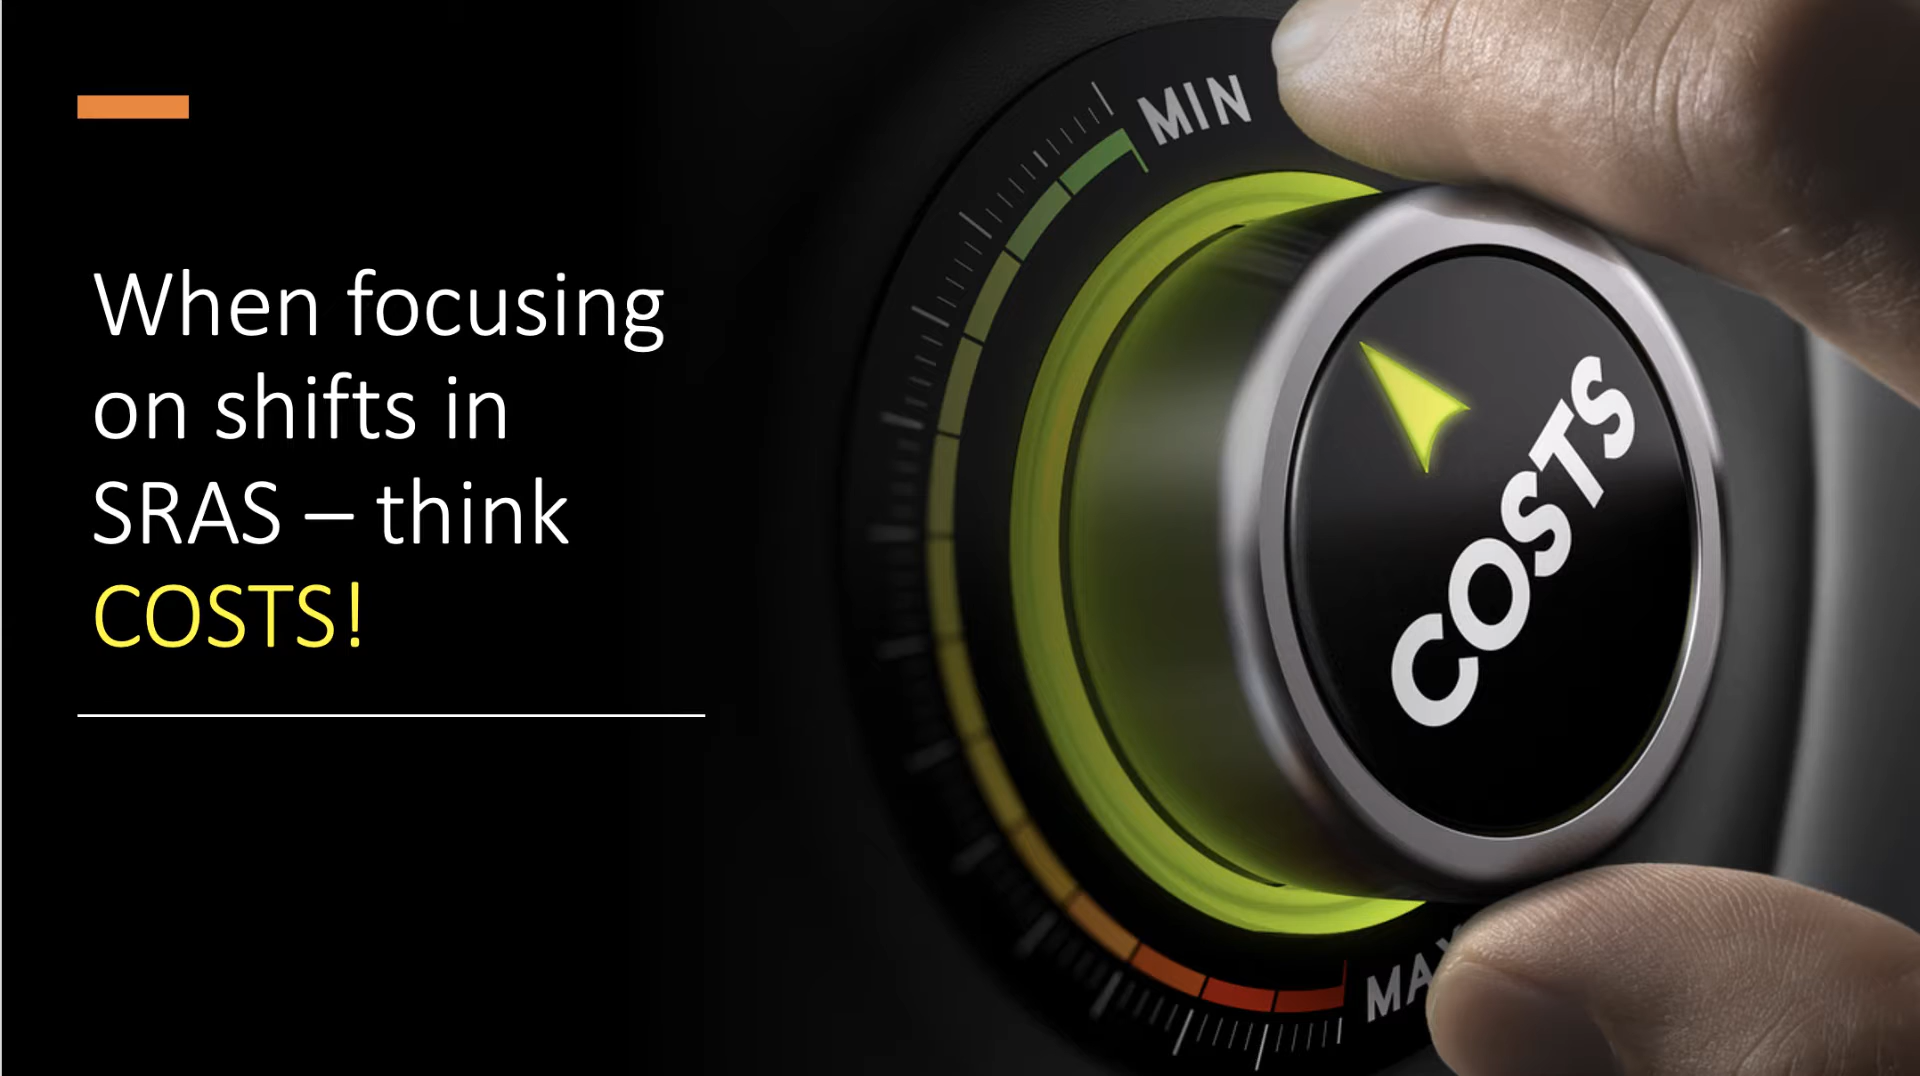 When focusing
on shifts in
SRAS – think
COSTS!
MIN
COSTS